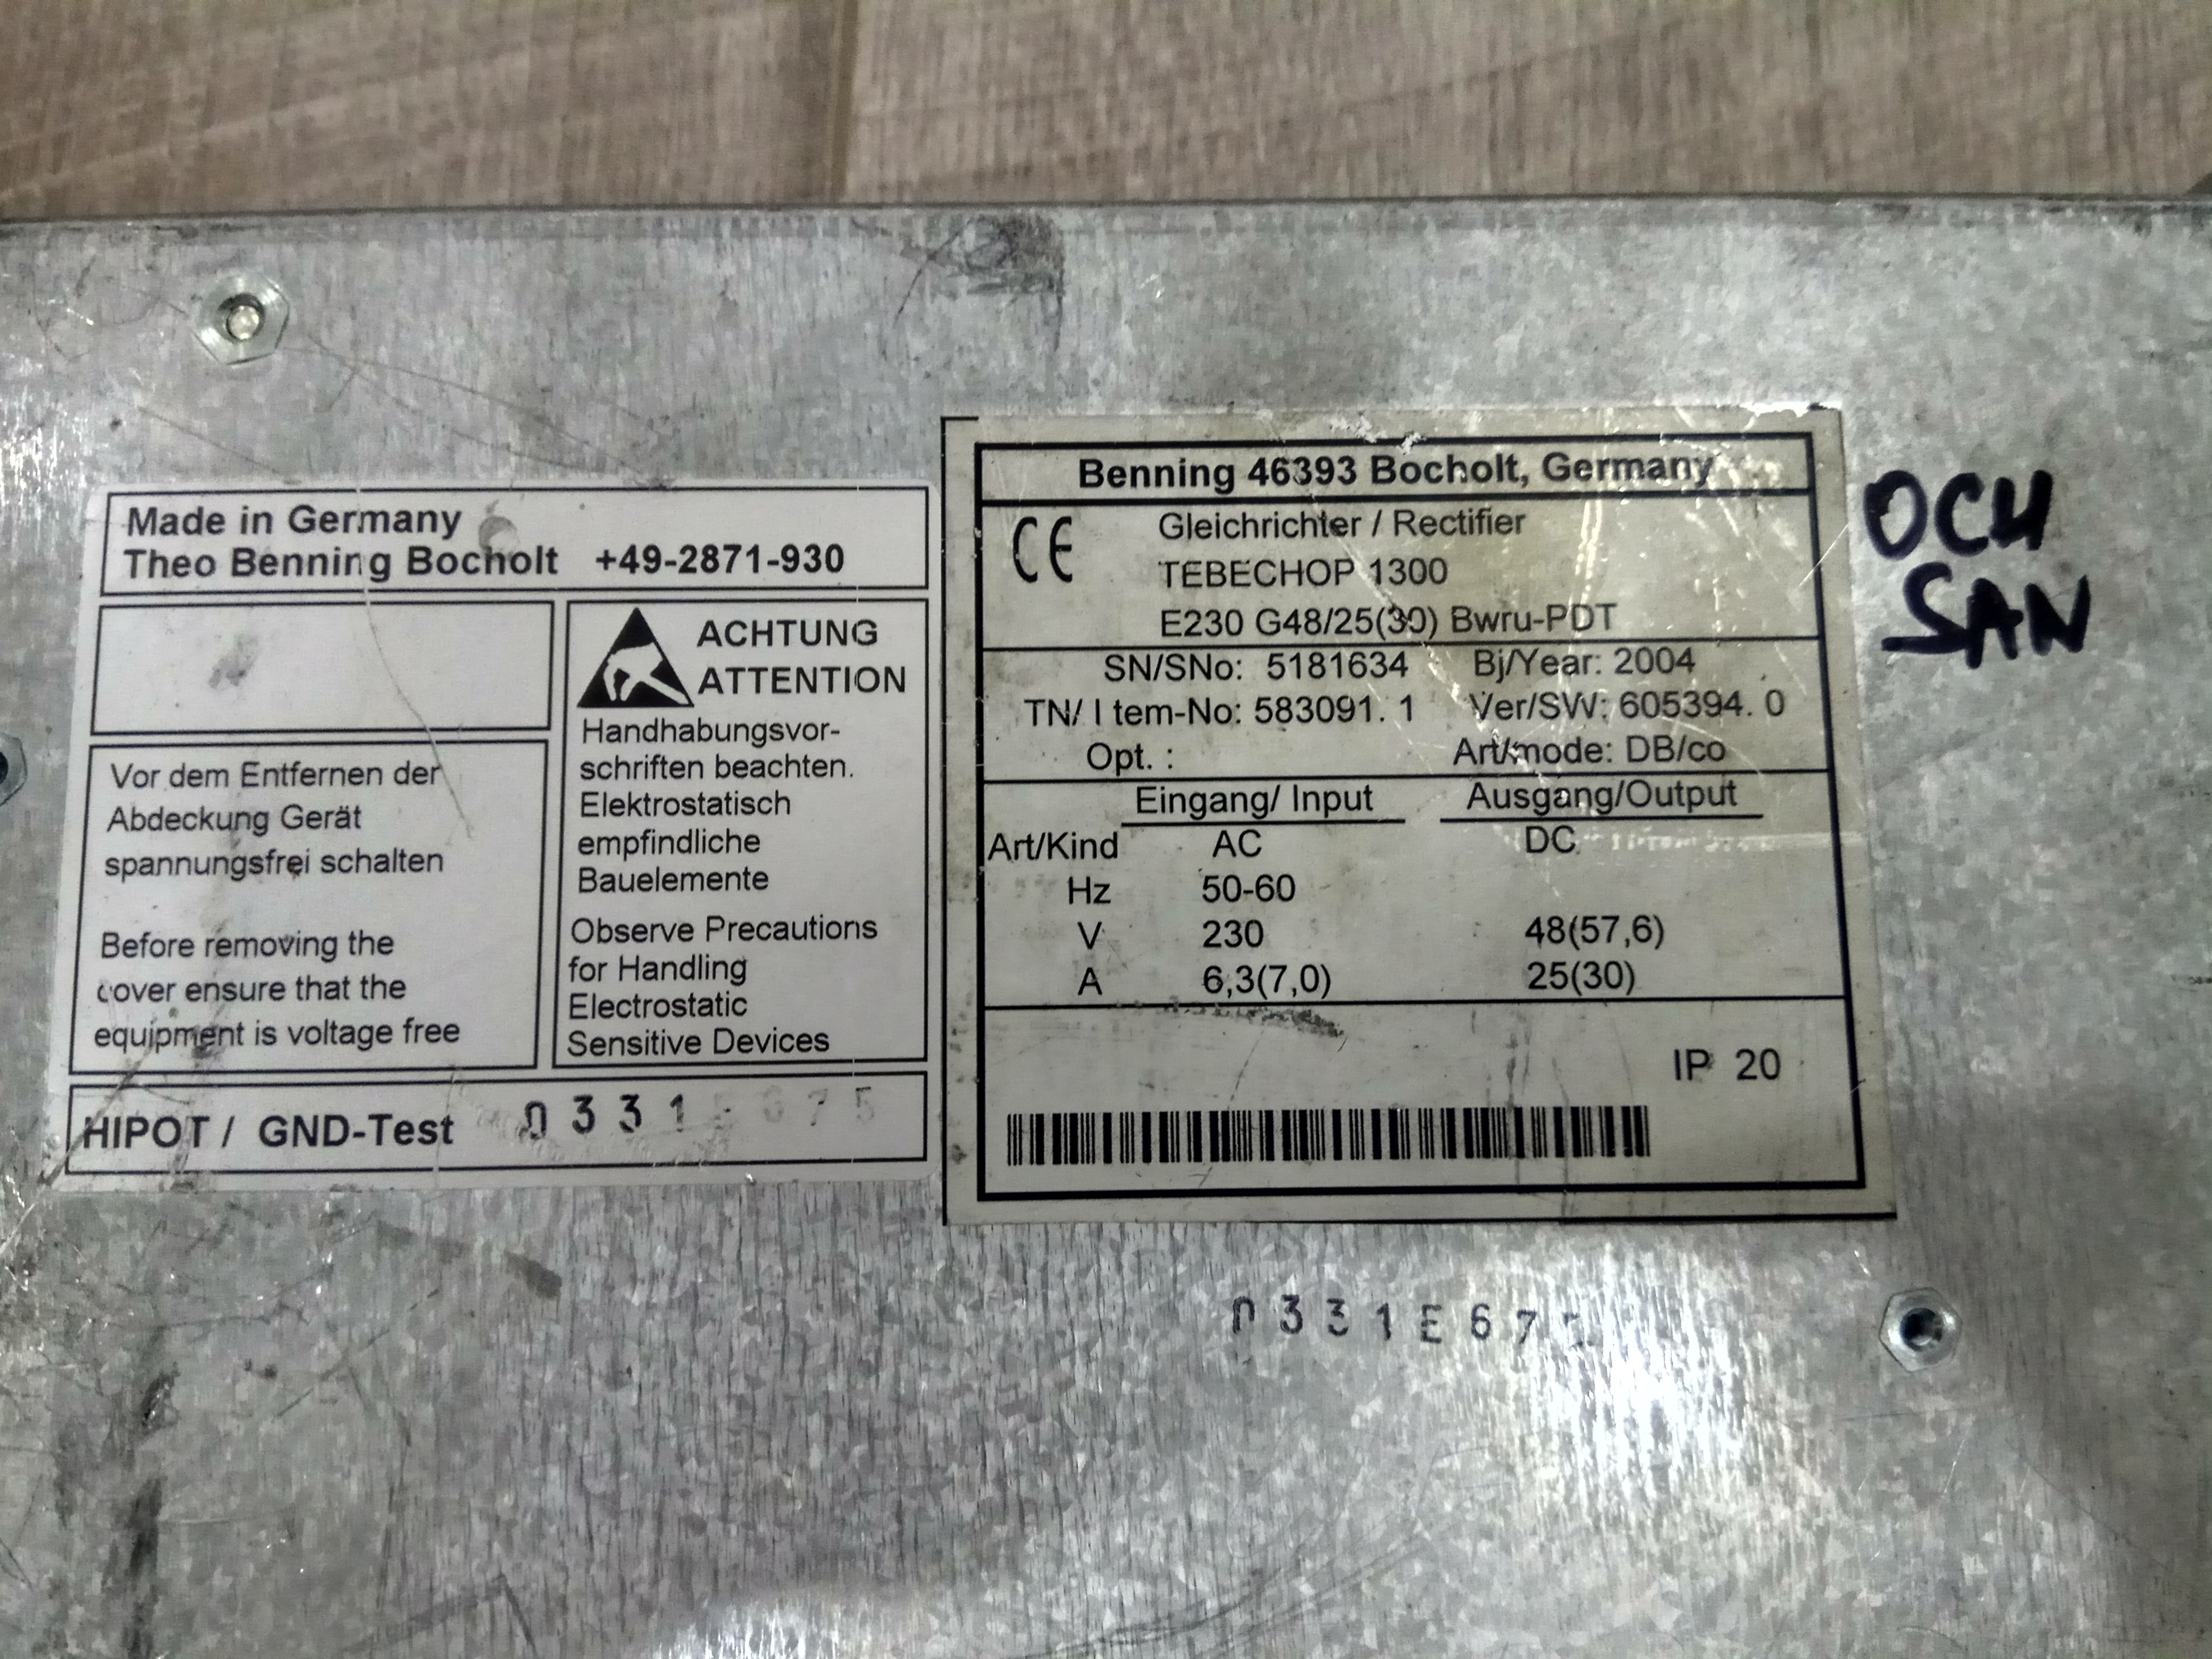 Made in Germany
Theo Benning Bocholt +49-2871-930
ACHTUNG
ATTENTION
Handhabungsvor-
schriften beachten.
Elektrostatisch
empfindliche
Bauelemente
Observe Precautions
for Handling
Electrostatic
Sensitive Devices
Vor dem Entfernen der
Abdeckung Gerät
spannungsfrei schalten
Before removing the
cover ensure that the
equipment is voltage free
HIPOT / GND-Test 0331
Benning 46393 Bocholt, Germany
CE
Gleichrichter / Rectifier
TEBECHOP 1300
E230 G48/25(30) Bwru-PDT
SN/SNo: 5181634 Bj/Year: 2004
TN/ I tem-No: 583091. 1 Ver/SW: 605394. 0
Opt. : Art/mode: DB/co
Eingang/ Input Ausgang/Output
Art/Kind AC DC
Hz 50-60
V 230 48(57,6)
A 6,3(7,0) 25(30)
IP 20
OCH
SAN
0331E67